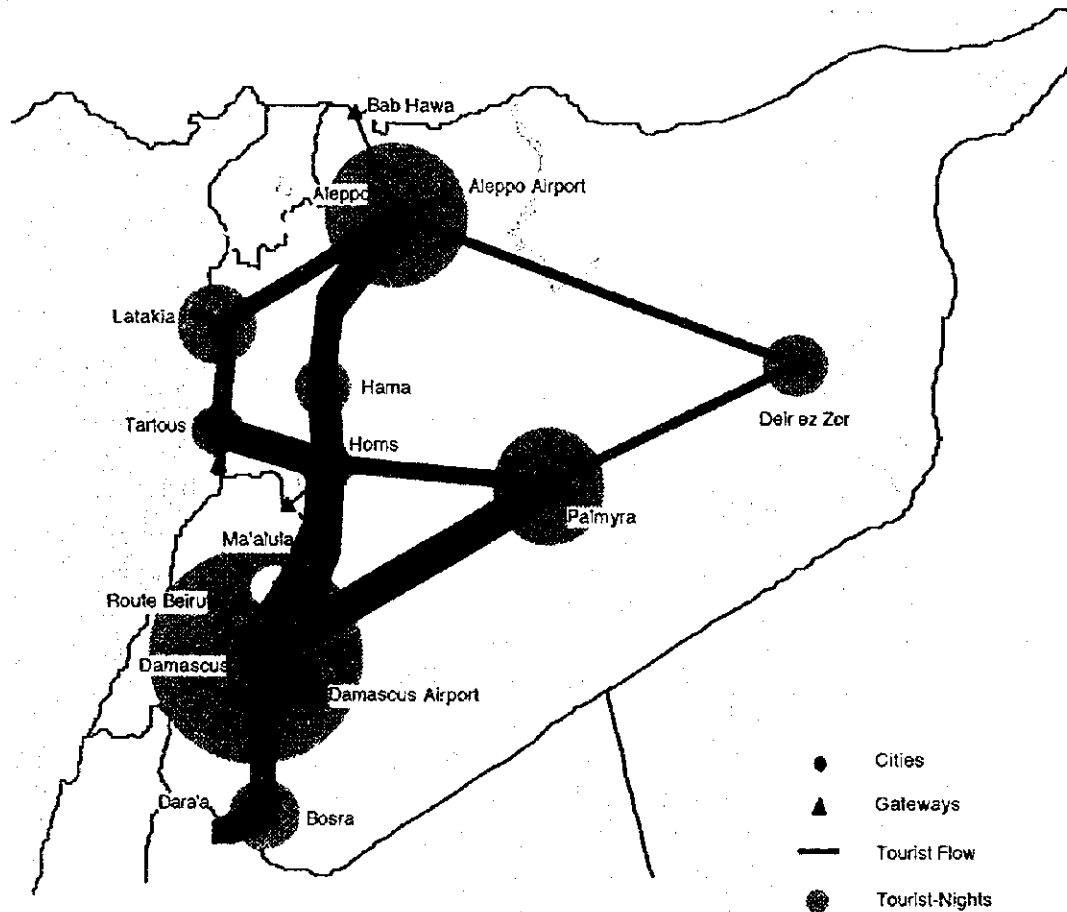 Bab Hawa
Aleppo
Aleppo Airport
Latakia
Hama
Tartous
Deir ez Zor
Homs
Palmyra
Ma'alula
Route Beiru
Damascus
Damascus Airport
Dara'a
Bosra
Cities
Gateways
Tourist Flow
Tourist-Nights